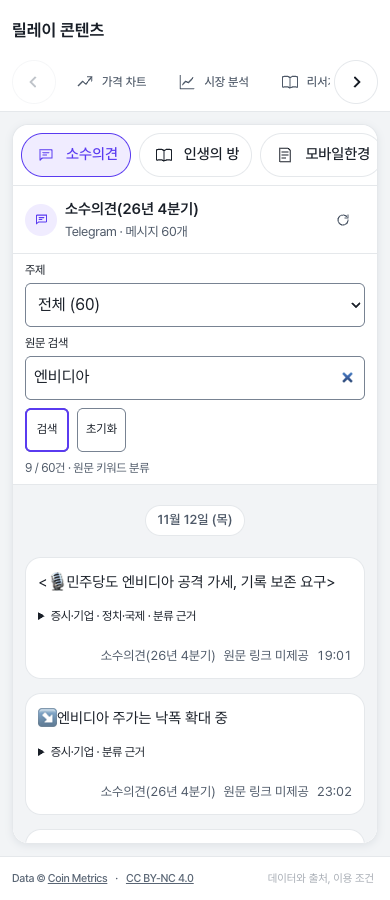 릴레이 콘텐츠
가격 차트
시장 분석
리서
소수의견
인생의 방
모바일한경
소수의견(26년 4분기)
Telegram · 메시지 60개
주제
전체 (60)
원문 검색
엔비디아
검색
초기화
9 / 60건 · 원문 키워드 분류
11월 12일 (목)
<🎙️민주당도 엔비디아 공격 가세, 기록 보존 요구>
▶ 증시·기업 · 정치·국제 · 분류 근거
소수의견(26년 4분기) 원문 링크 미제공 19:01
↘️엔비디아 주가는 낙폭 확대 중
▶ 증시·기업 · 분류 근거
소수의견(26년 4분기) 원문 링크 미제공 23:02
Data © Coin Metrics · CC BY-NC 4.0
데이터와 출처, 이용 조건